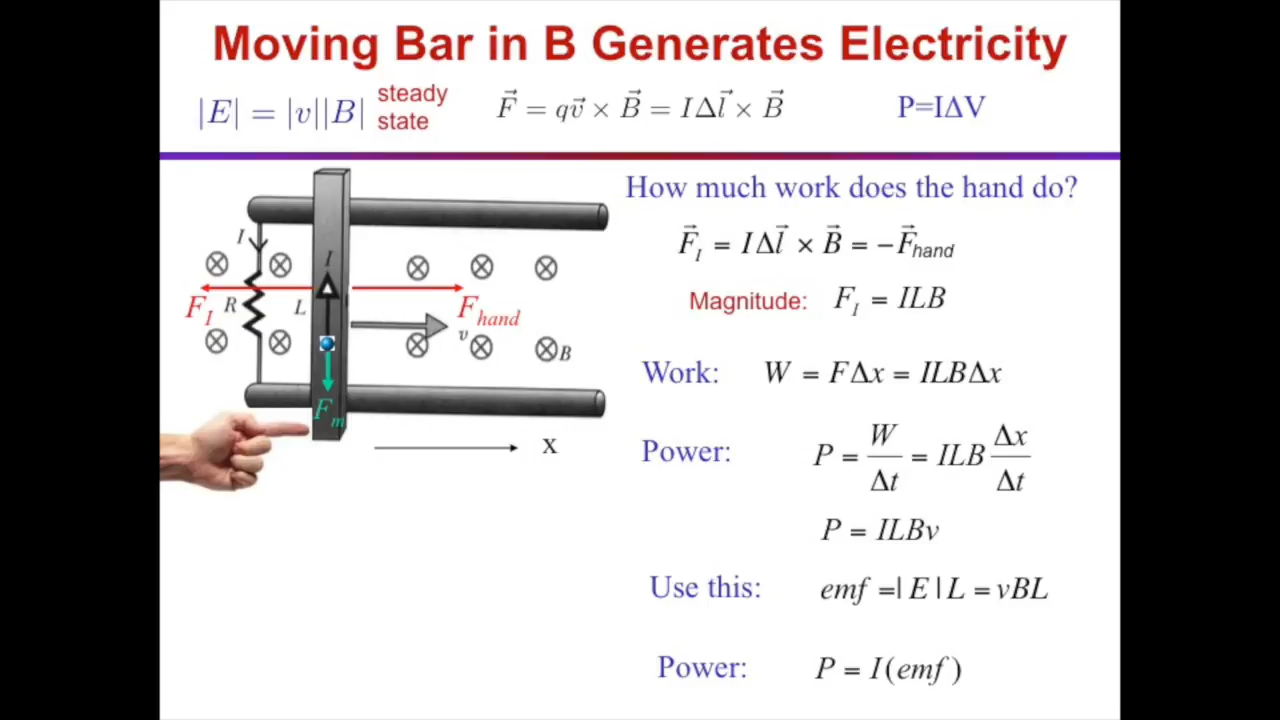 Moving Bar in B Generates Electricity
|E| = |v||B| steady state
F⃗ = qv⃗ × B⃗ = IΔl⃗ × B⃗
P=IΔV
How much work does the hand do?
F⃗_I = IΔl⃗ × B⃗ = −F⃗_hand
Magnitude: F_I = ILB
Work: W = FΔx = ILBΔx
Power: P = W/Δt = ILB Δx/Δt
P = ILBv
Use this: emf =| E | L = vBL
Power: P = I(emf)
I
I
F_I
R
L
F_hand
v
B
F_m
x